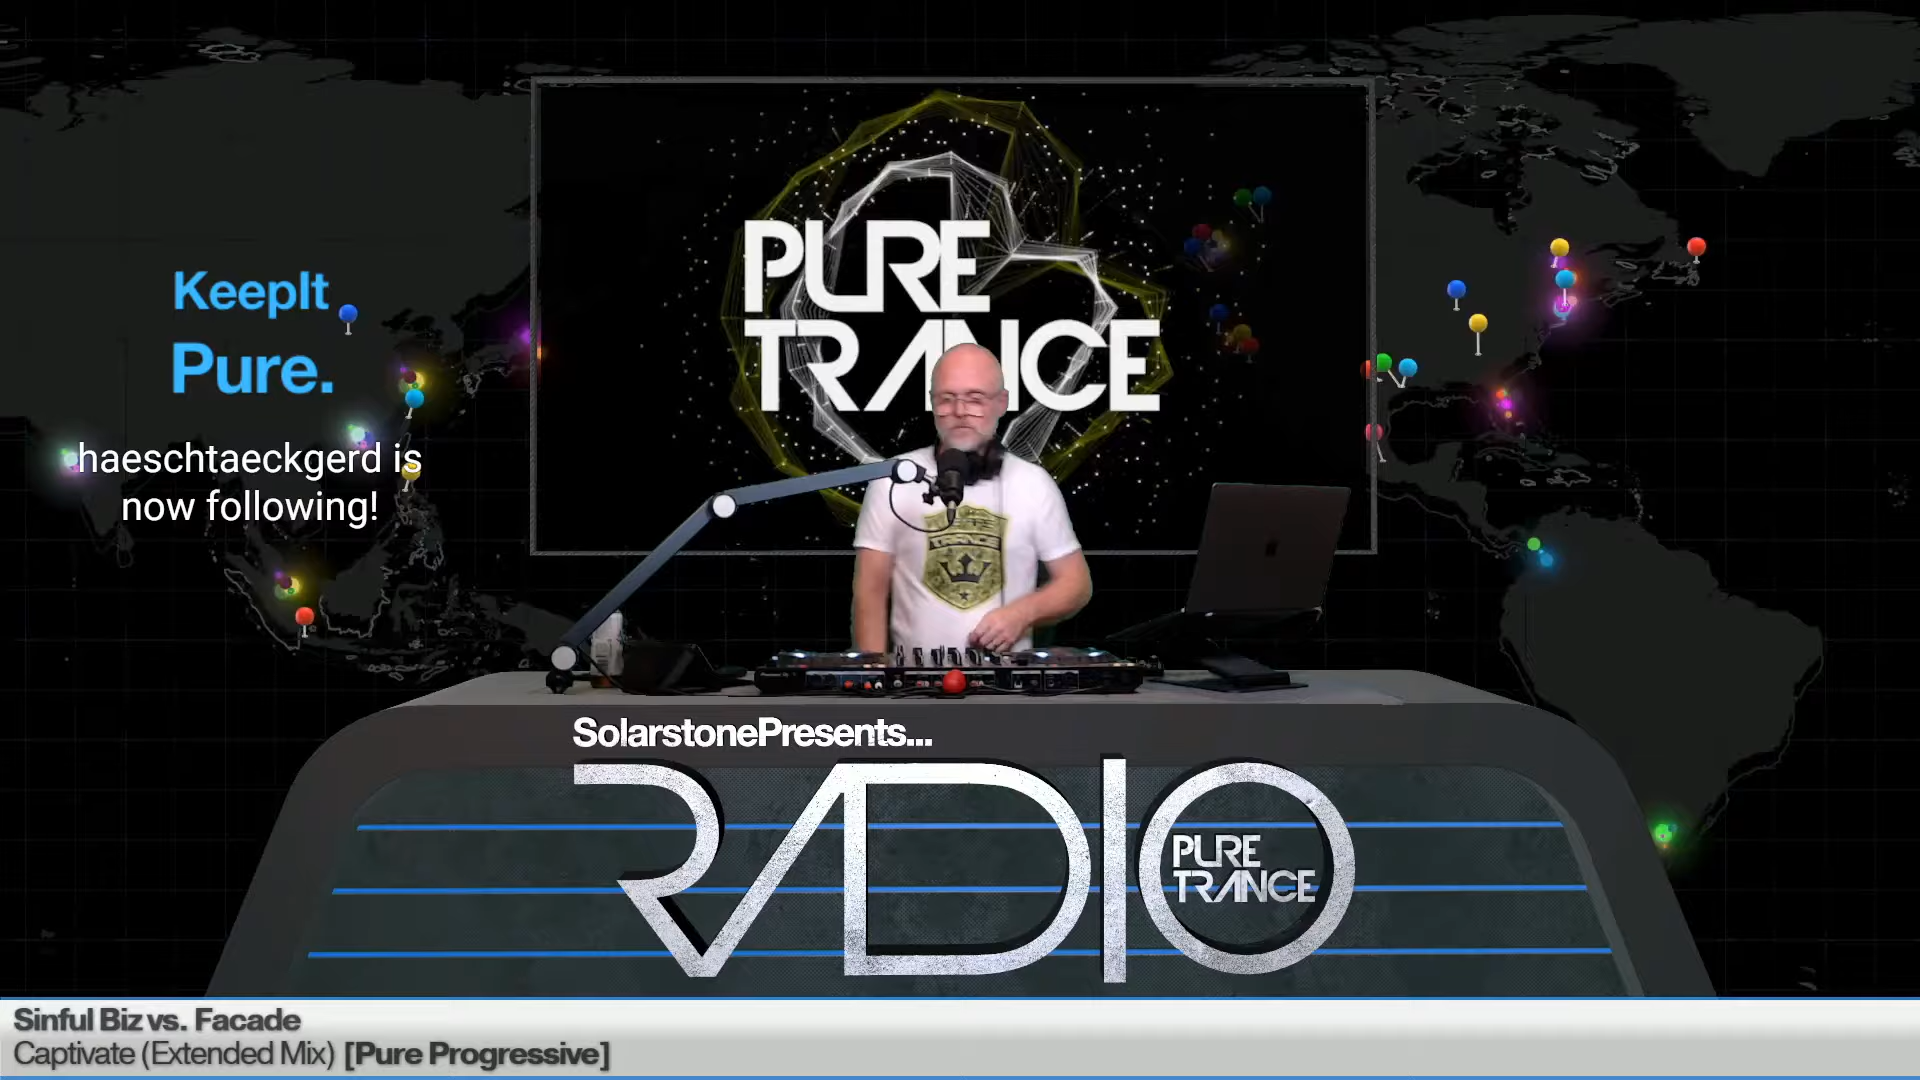 PURE
TRANCE
KeepIt
Pure.
haeschtaeckgerd is
now following!
TRANCE
SolarstonePresents...
RADIO
PURE
TRANCE
Sinful Biz vs. Facade
Captivate (Extended Mix) [Pure Progressive]